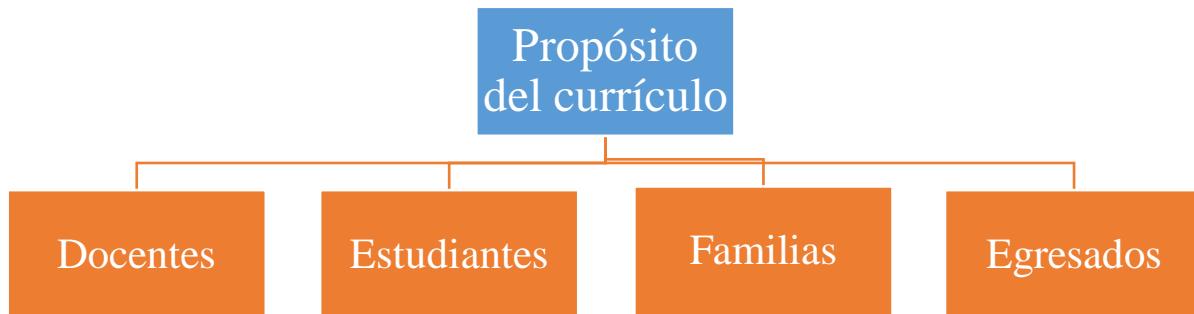 Propósito
del currículo
Docentes
Estudiantes
Familias
Egresados